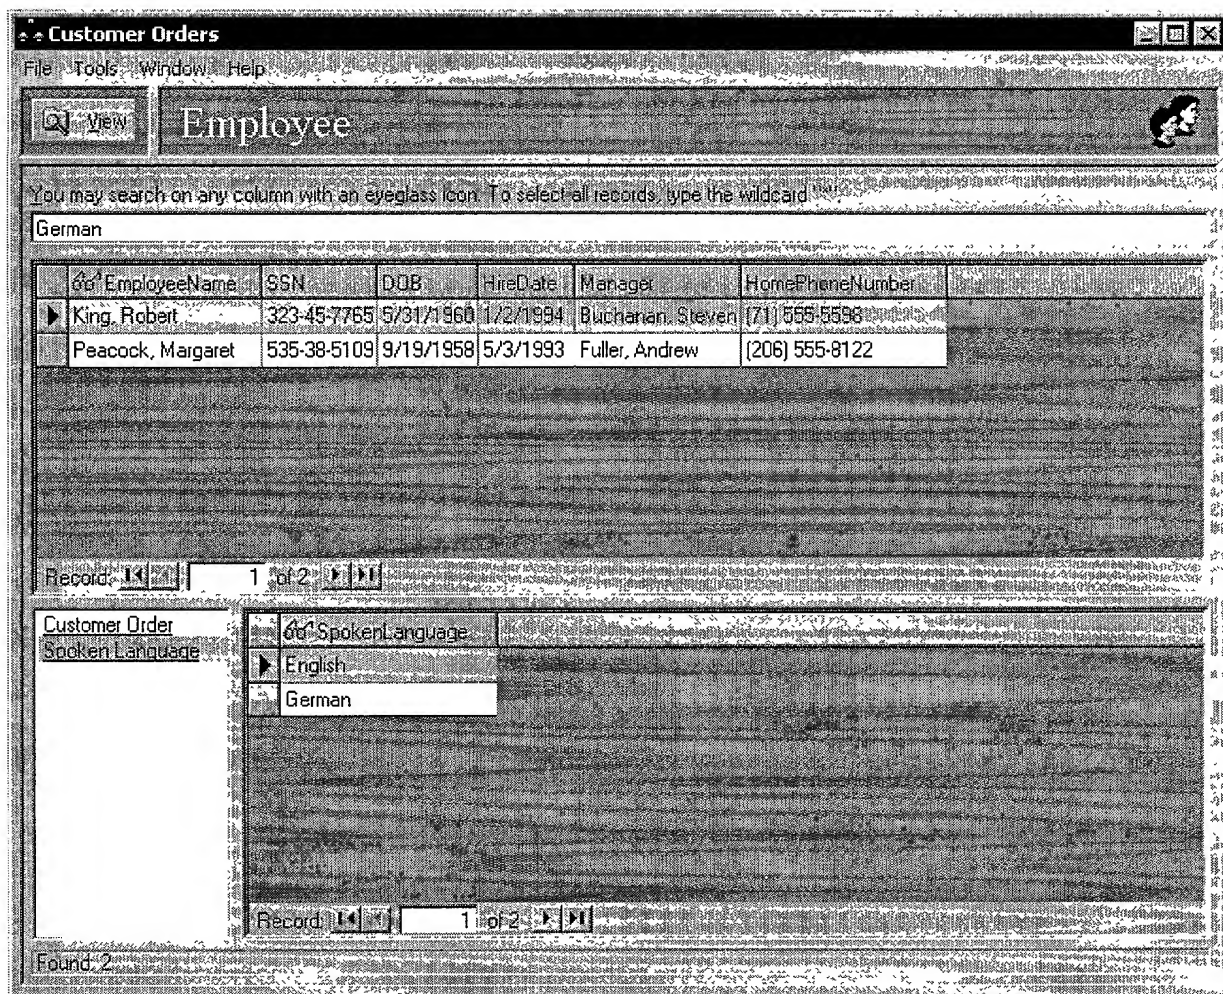 Customer Orders
File Tools Window Help
View Employee
You may search on any column with an eyeglass icon. To select all records, type the wildcard "*".
German
EmployeeName SSN DOB HireDate Manager HomePhoneNumber
King, Robert 323-45-7765 5/31/1960 1/2/1994 Buchanan, Steven (71) 555-5598
Peacock, Margaret 535-38-5109 9/19/1958 5/3/1993 Fuller, Andrew (206) 555-8122
Record: 1 of 2
Customer Order
Spoken Language
SpokenLanguage
English
German
Record: 1 of 2
Found: 2